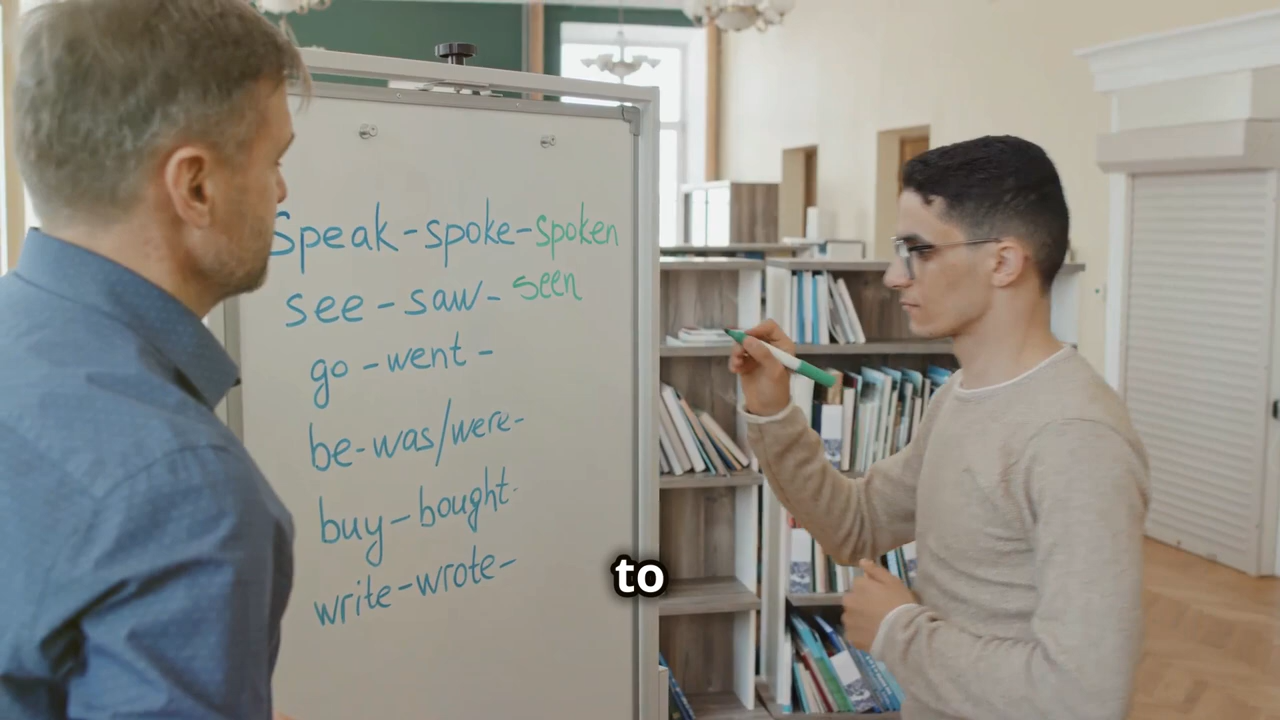 Speak-spoke-spoken
see-saw-seen
go-went-
be-was/were-
buy-bought-
write-wrote-
to